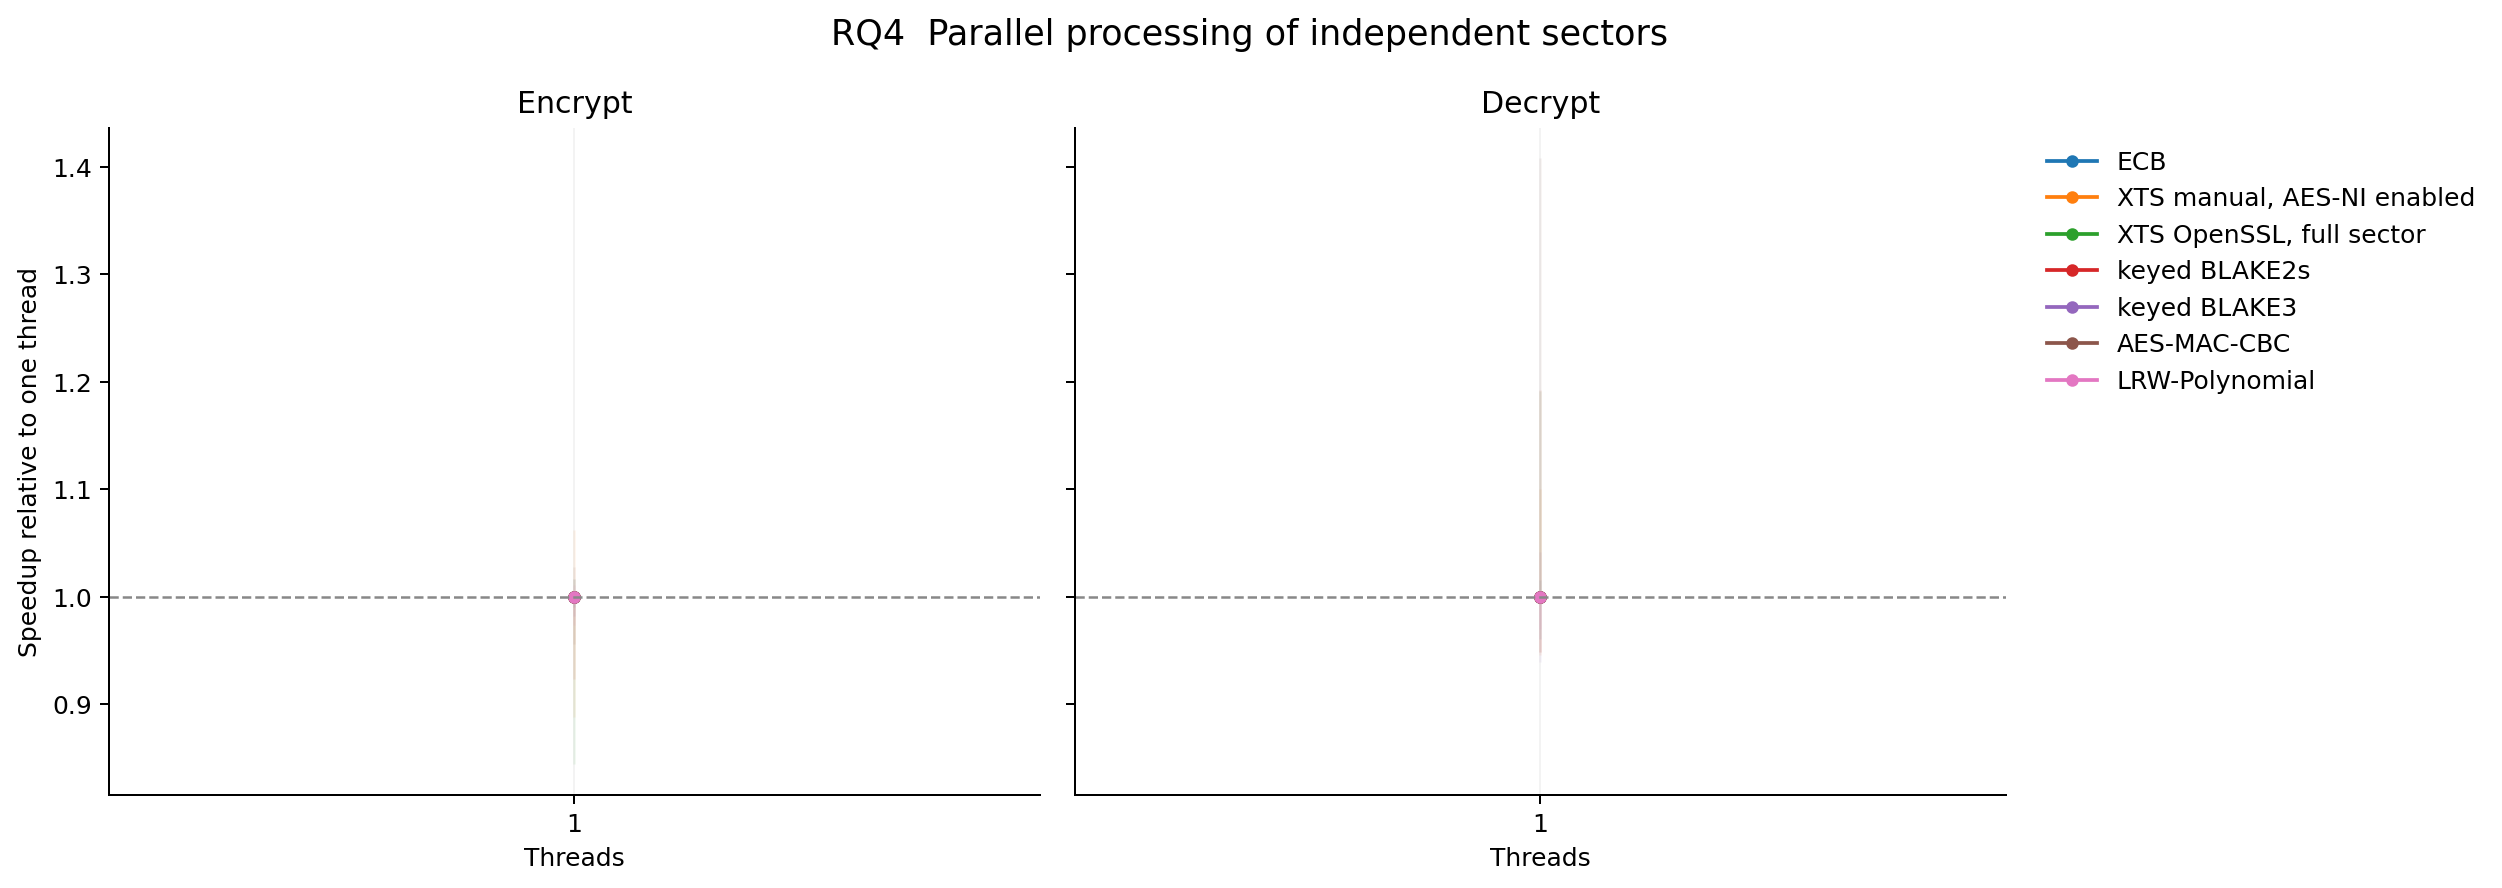 RQ4  Parallel processing of independent sectors
Encrypt
Decrypt
Speedup relative to one thread
1.4
1.3
1.2
1.1
1.0
0.9
1
1
Threads
Threads
ECB
XTS manual, AES-NI enabled
XTS OpenSSL, full sector
keyed BLAKE2s
keyed BLAKE3
AES-MAC-CBC
LRW-Polynomial